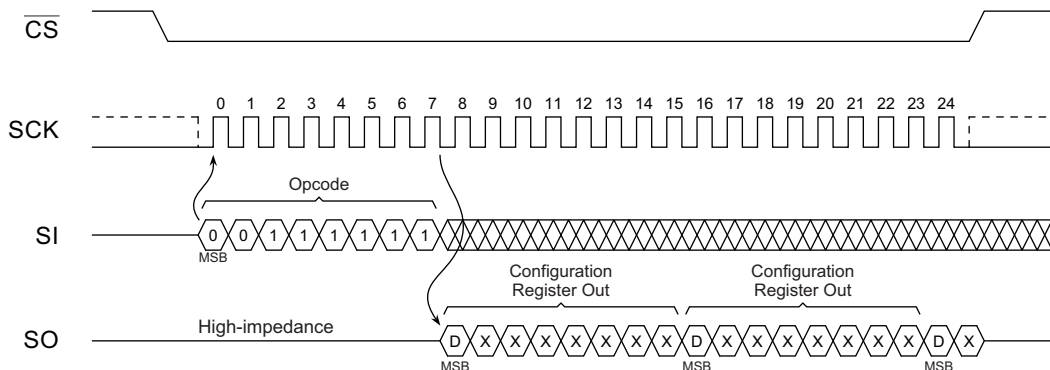 CS
0 1 2 3 4 5 6 7 8 9 10 11 12 13 14 15 16 17 18 19 20 21 22 23 24
SCK
Opcode
SI
0 0 1 1 1 1 1 1
MSB
Configuration
Register Out
Configuration
Register Out
High-impedance
SO
D X X X X X X X D X X X X X X X D X
MSB MSB MSB